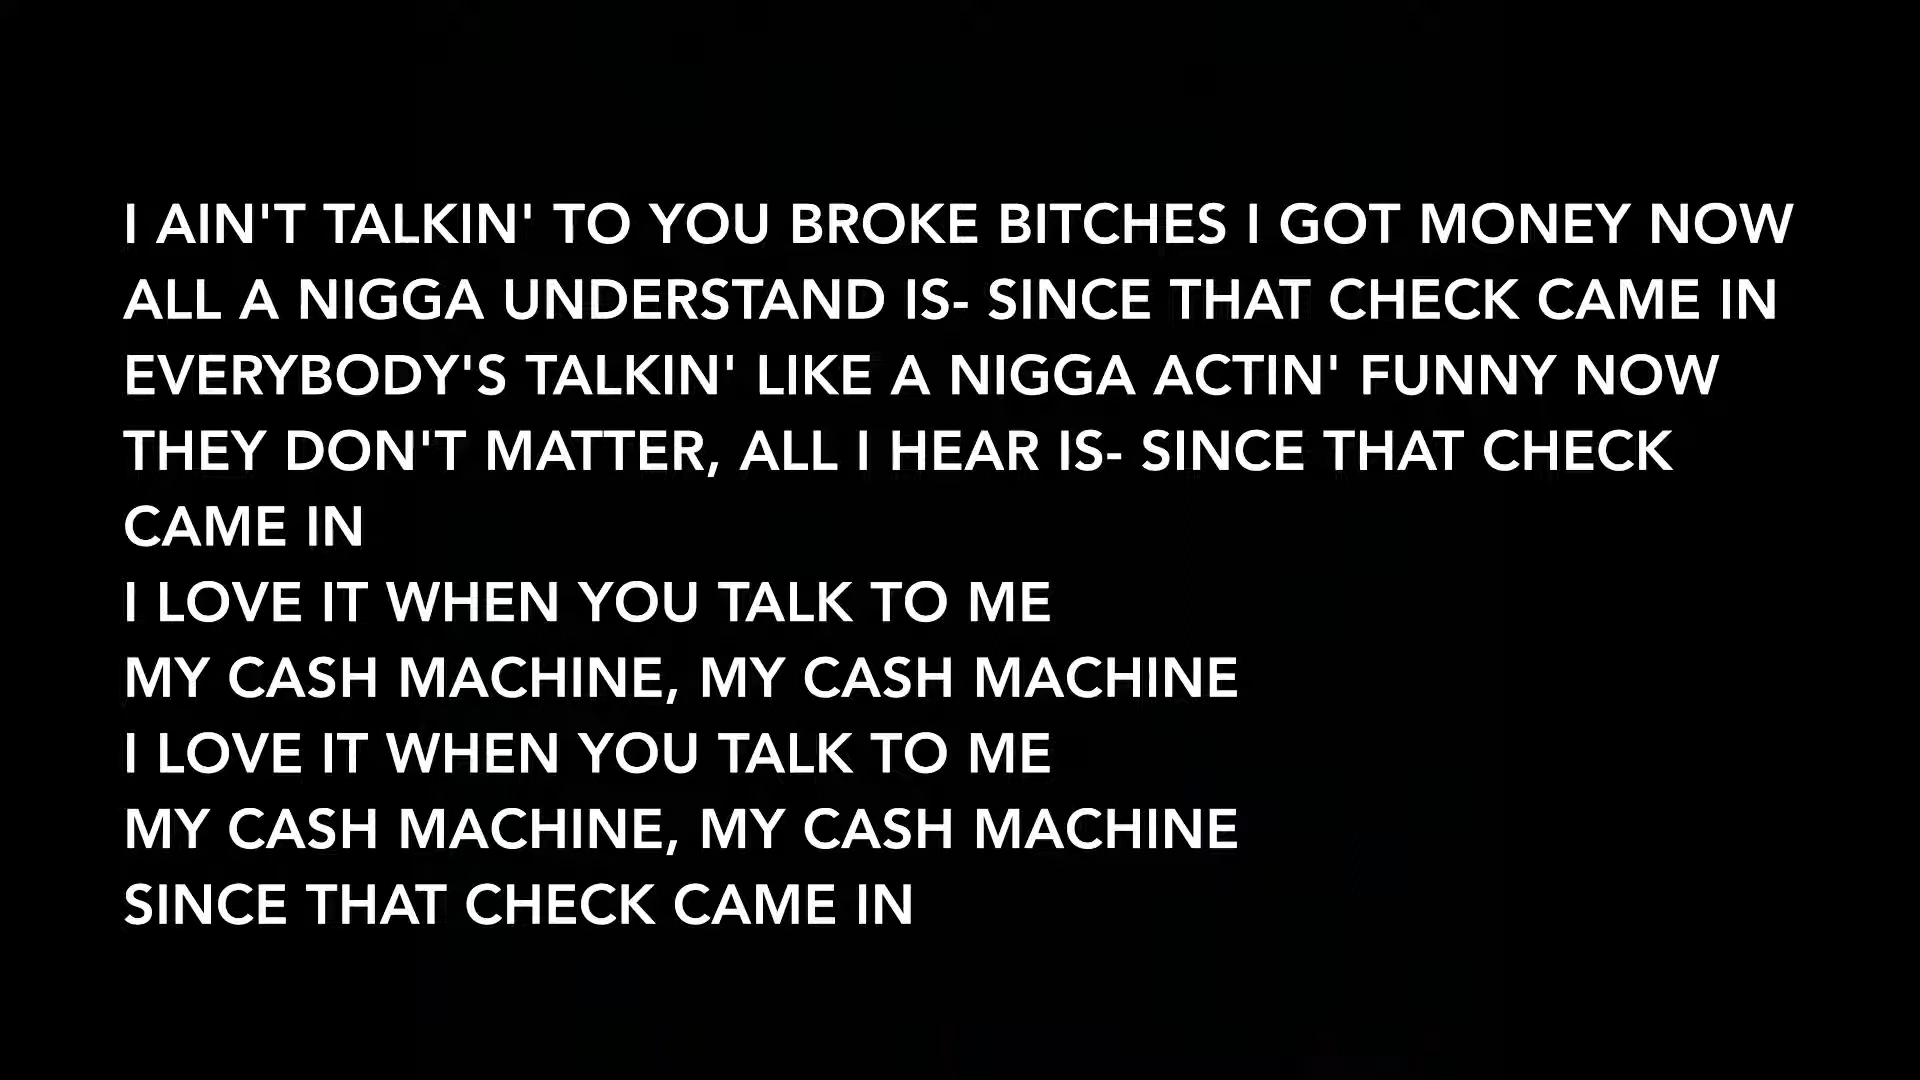 I AIN'T TALKIN' TO YOU BROKE BITCHES I GOT MONEY NOW
ALL A NIGGA UNDERSTAND IS- SINCE THAT CHECK CAME IN
EVERYBODY'S TALKIN' LIKE A NIGGA ACTIN' FUNNY NOW
THEY DON'T MATTER, ALL I HEAR IS- SINCE THAT CHECK
CAME IN
I LOVE IT WHEN YOU TALK TO ME
MY CASH MACHINE, MY CASH MACHINE
I LOVE IT WHEN YOU TALK TO ME
MY CASH MACHINE, MY CASH MACHINE
SINCE THAT CHECK CAME IN